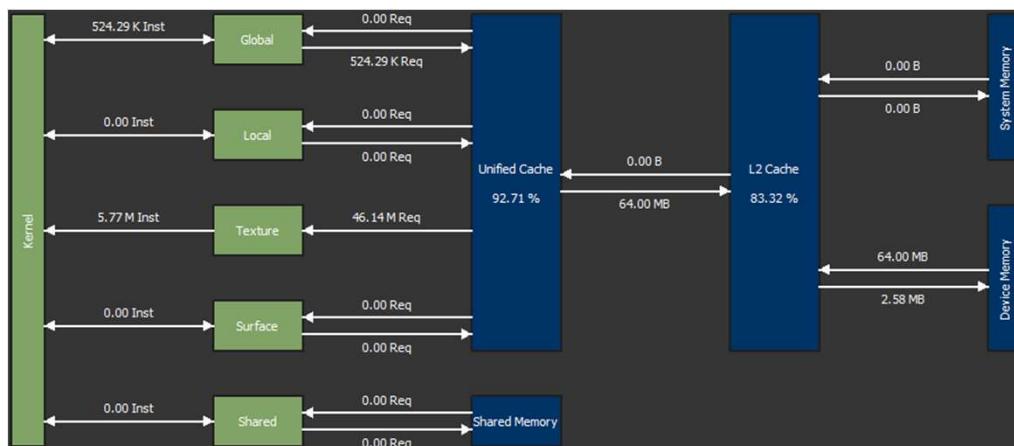 0.00 Req
524.29 K Inst
Global
524.29 K Req
0.00 B
0.00 B
System Memory
0.00 Req
0.00 Inst
Local
0.00 Req
Unified Cache
92.71 %
0.00 B
64.00 MB
L2 Cache
83.32 %
Kernel
5.77 M Inst
Texture
46.14 M Req
64.00 MB
2.58 MB
Device Memory
0.00 Req
0.00 Inst
Surface
0.00 Req
0.00 Req
0.00 Inst
Shared
0.00 Req
Shared Memory